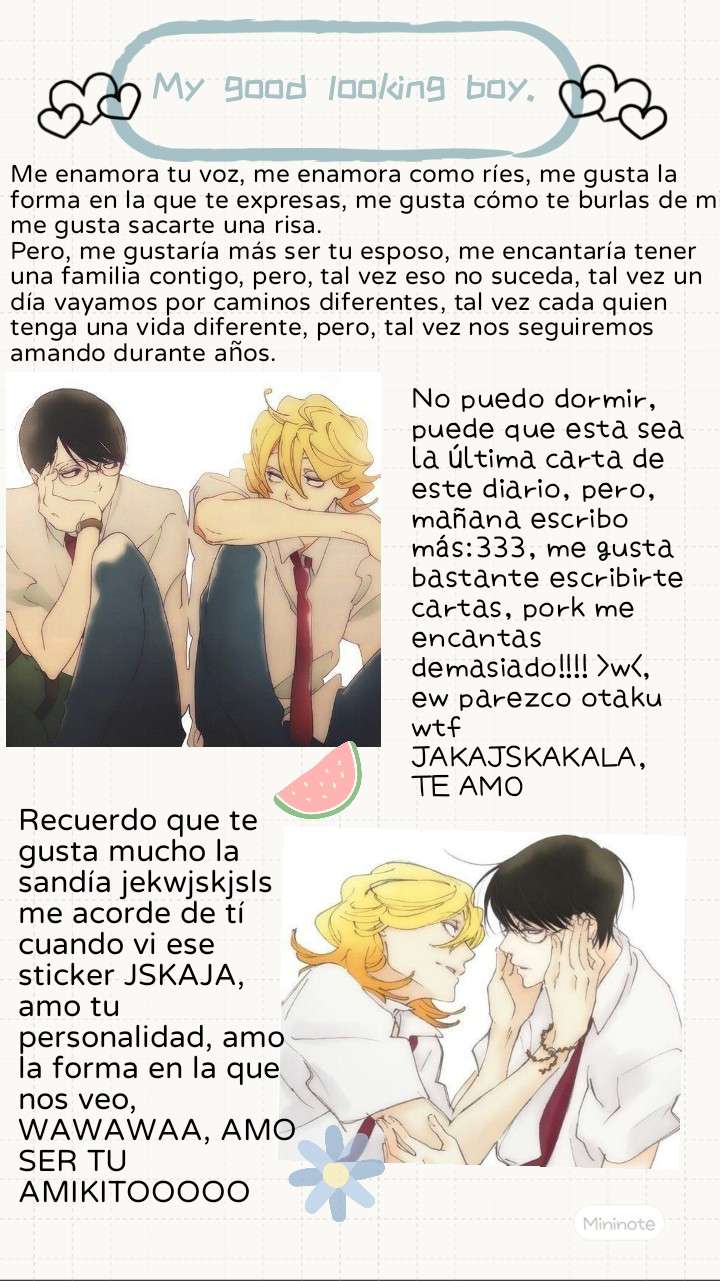 My good looking boy.
Me enamora tu voz, me enamora como ríes, me gusta la
forma en la que te expresas, me gusta cómo te burlas de m
me gusta sacarte una risa.
Pero, me gustaría más ser tu esposo, me encantaría tener
una familia contigo, pero, tal vez eso no suceda, tal vez un
día vayamos por caminos diferentes, tal vez cada quien
tenga una vida diferente, pero, tal vez nos seguiremos
amando durante años.
No puedo dormir,
puede que esta sea
la última carta de
este diario, pero,
mañana escribo
más:333, me gusta
bastante escribirte
cartas, pork me
encantas
demasiado!!!! >w<,
ew parezco otaku
wtf
JAKAJSKAKALA,
TE AMO
Recuerdo que te
gusta mucho la
sandía jekwjskjsls
me acorde de tí
cuando vi ese
sticker JSKAJA,
amo tu
personalidad, amo
la forma en la que
nos veo,
WAWAWAA, AMO
SER TU
AMIKITOOOOO
Mininote